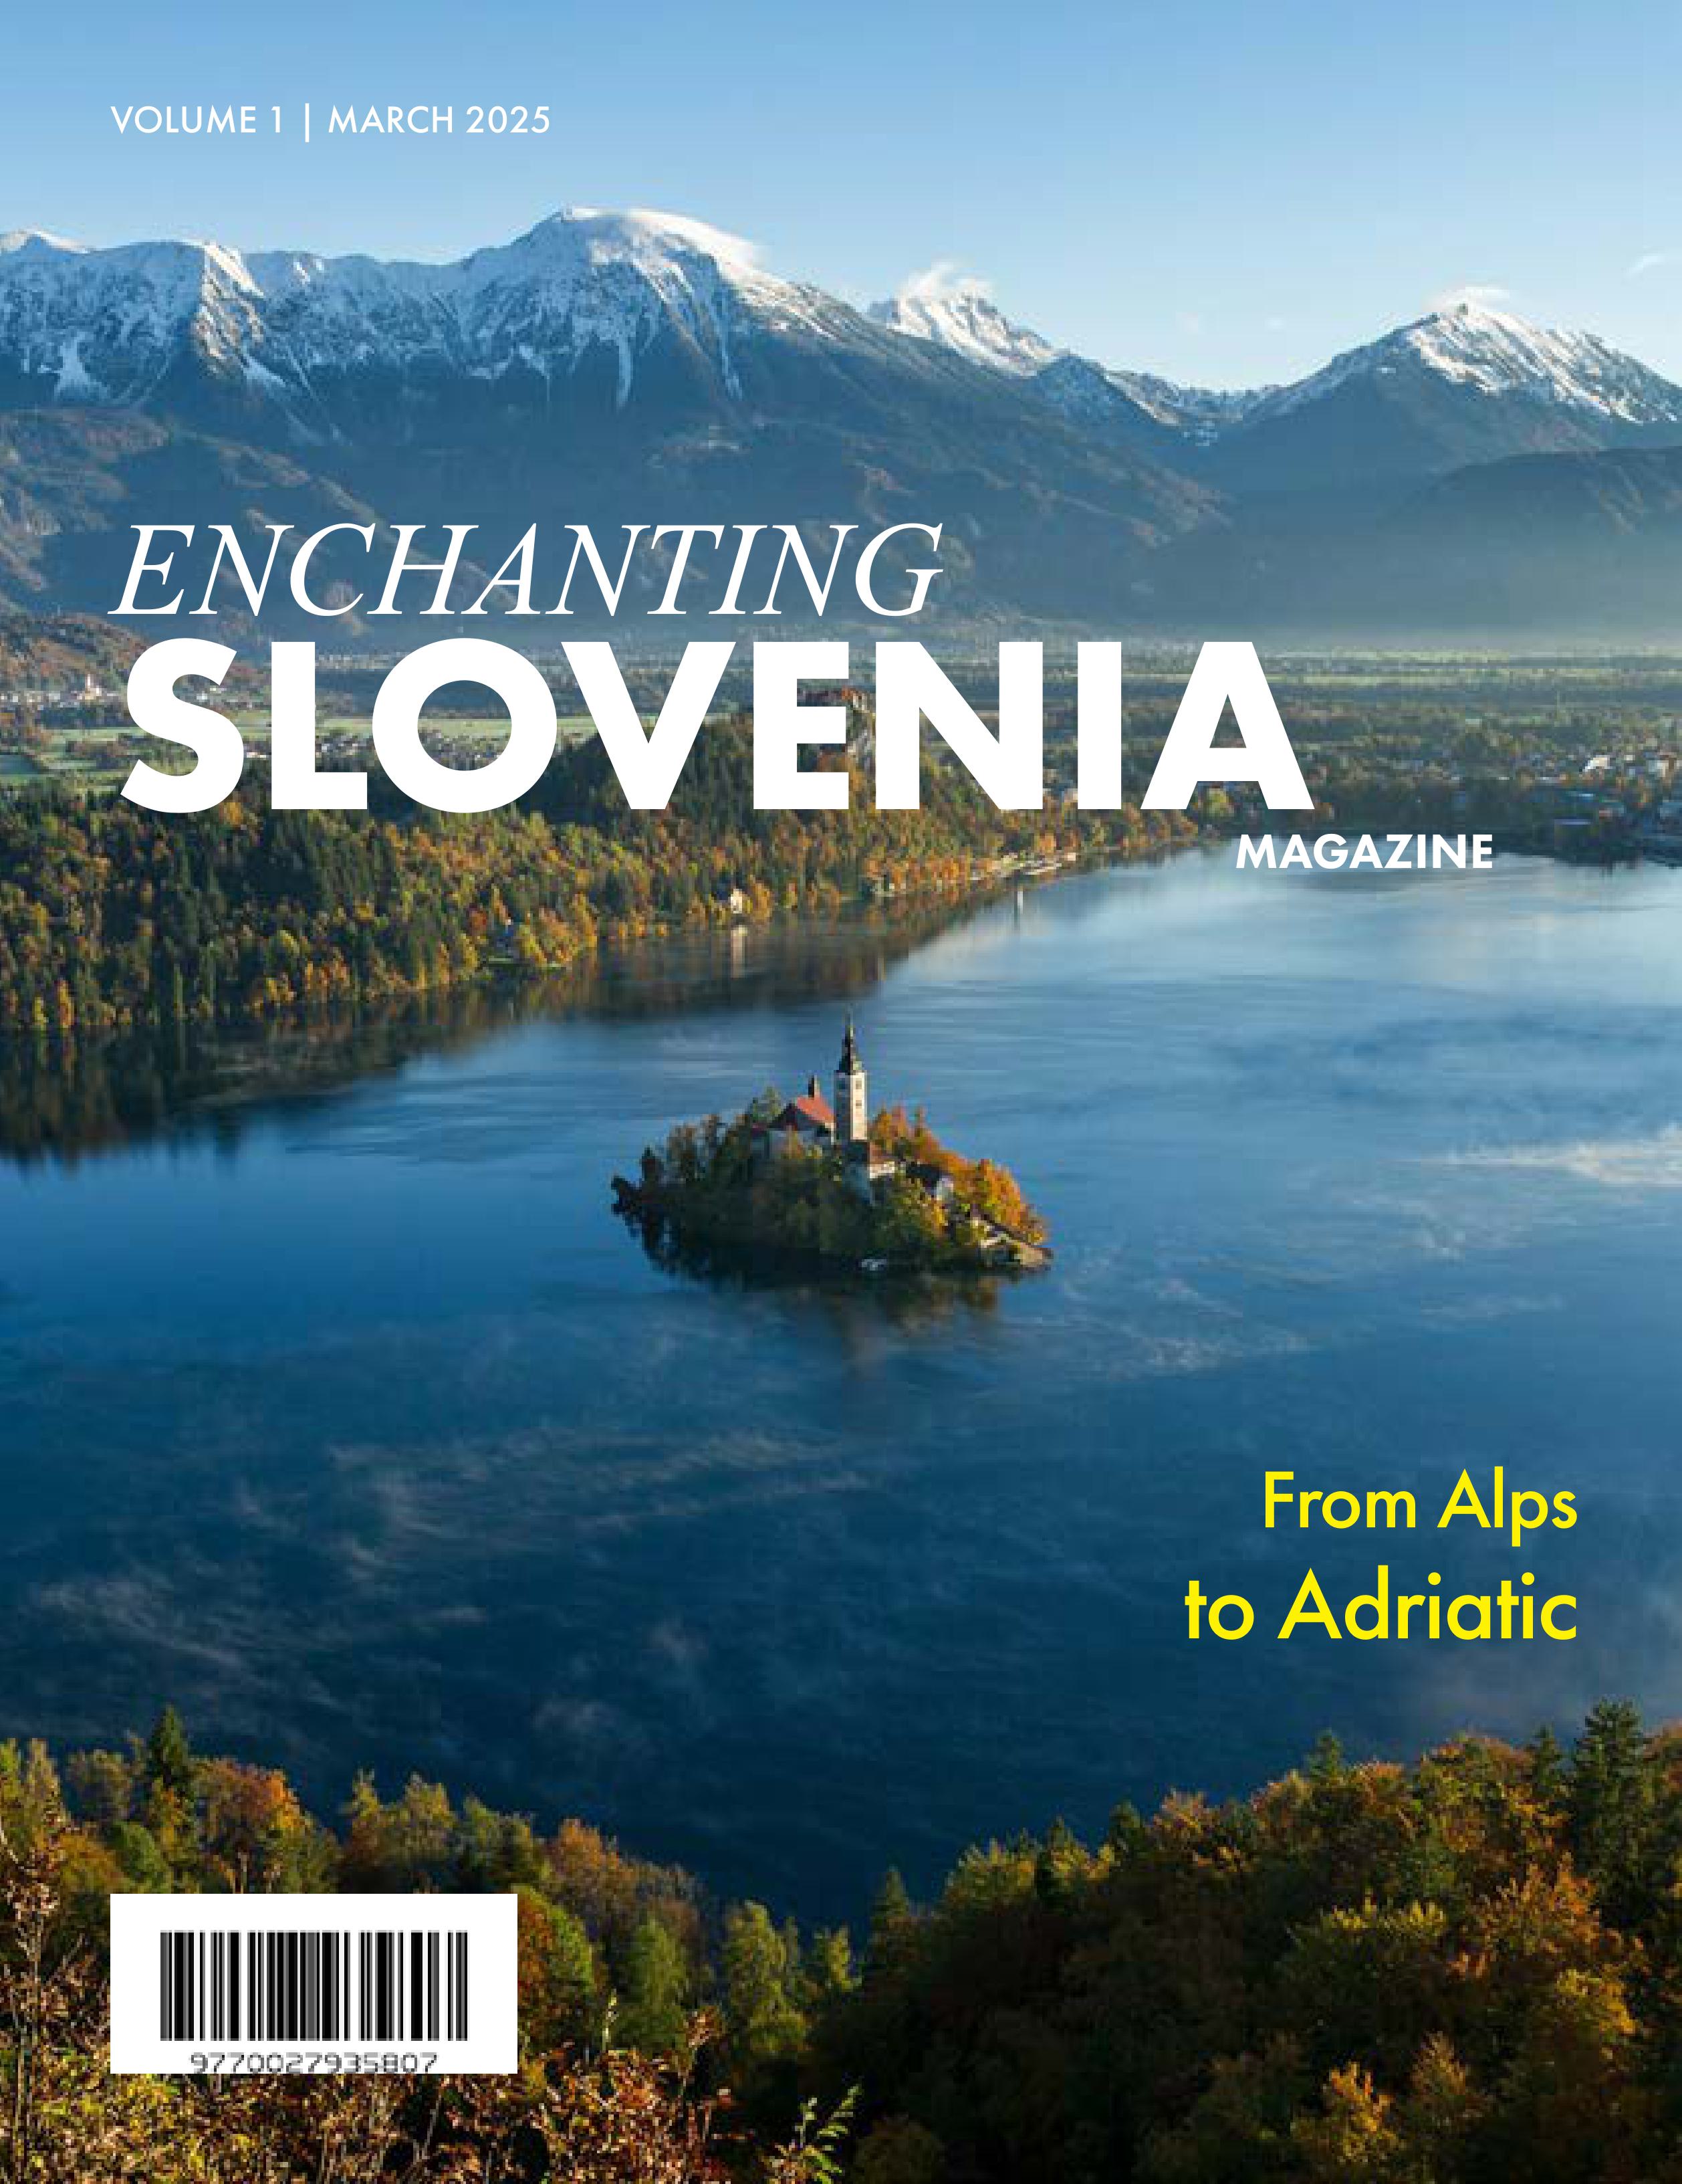 VOLUME 1 | MARCH 2025
ENCHANTING
SLOVENIA
MAGAZINE
From Alps
to Adriatic
9770027935807